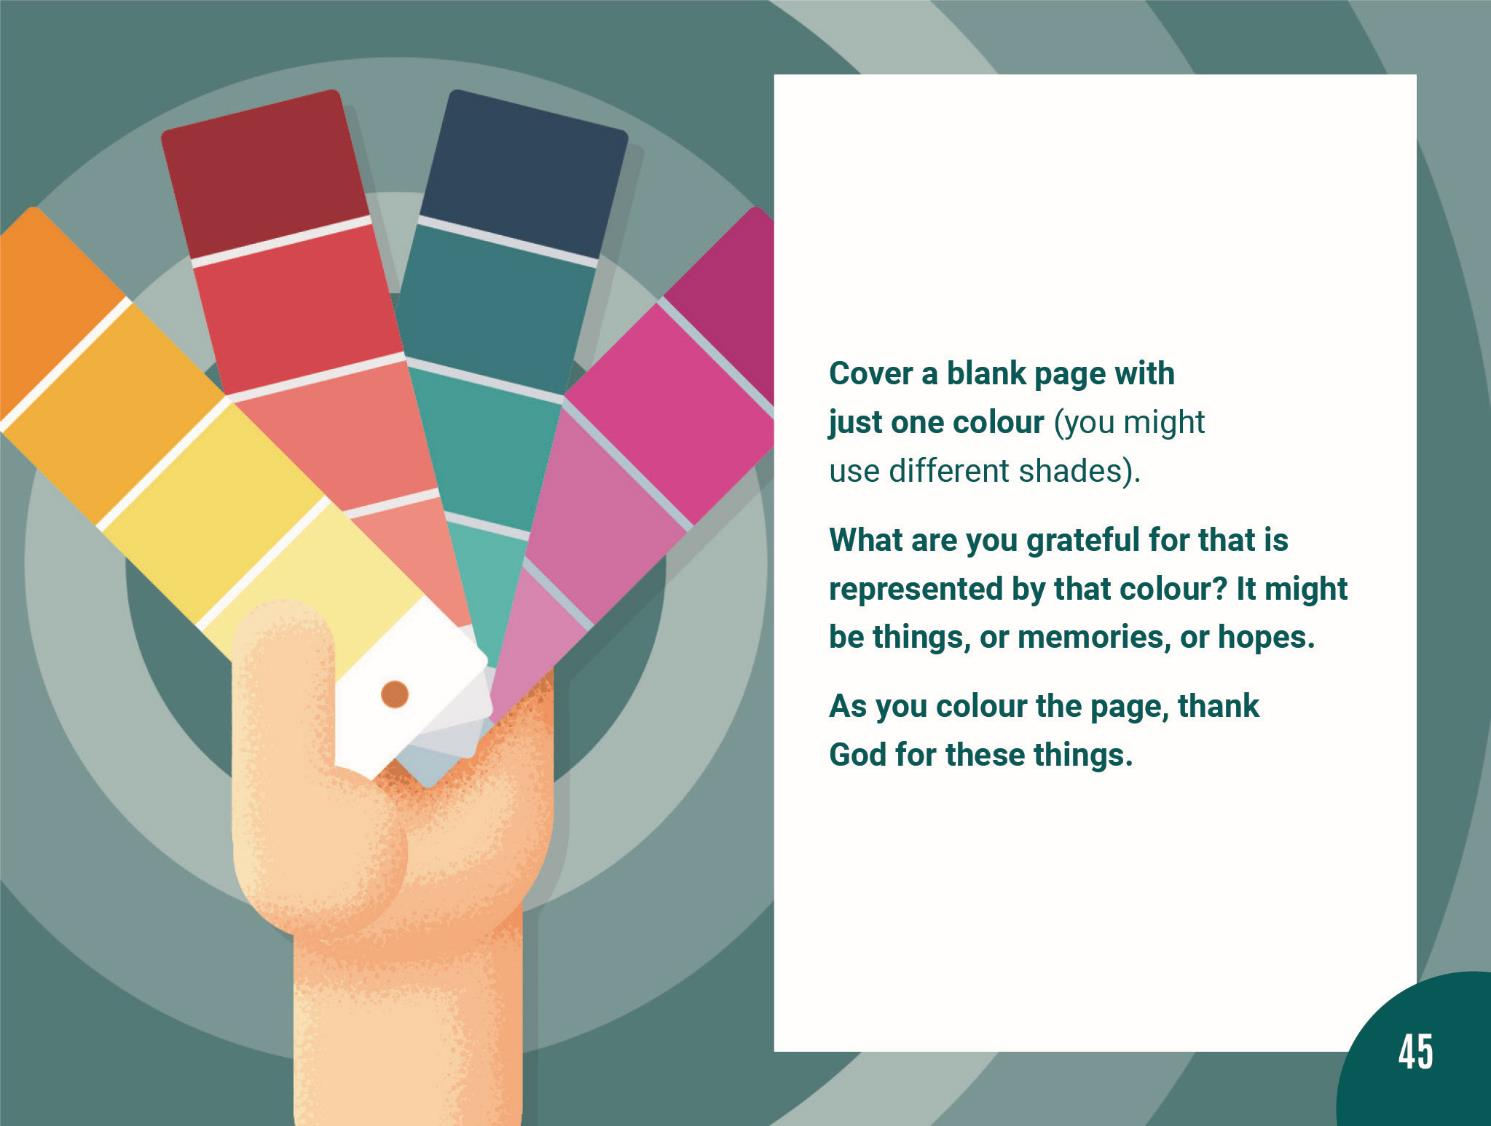 Cover a blank page with
just one colour (you might
use different shades).
What are you grateful for that is
represented by that colour? It might
be things, or memories, or hopes.
As you colour the page, thank
God for these things.
45